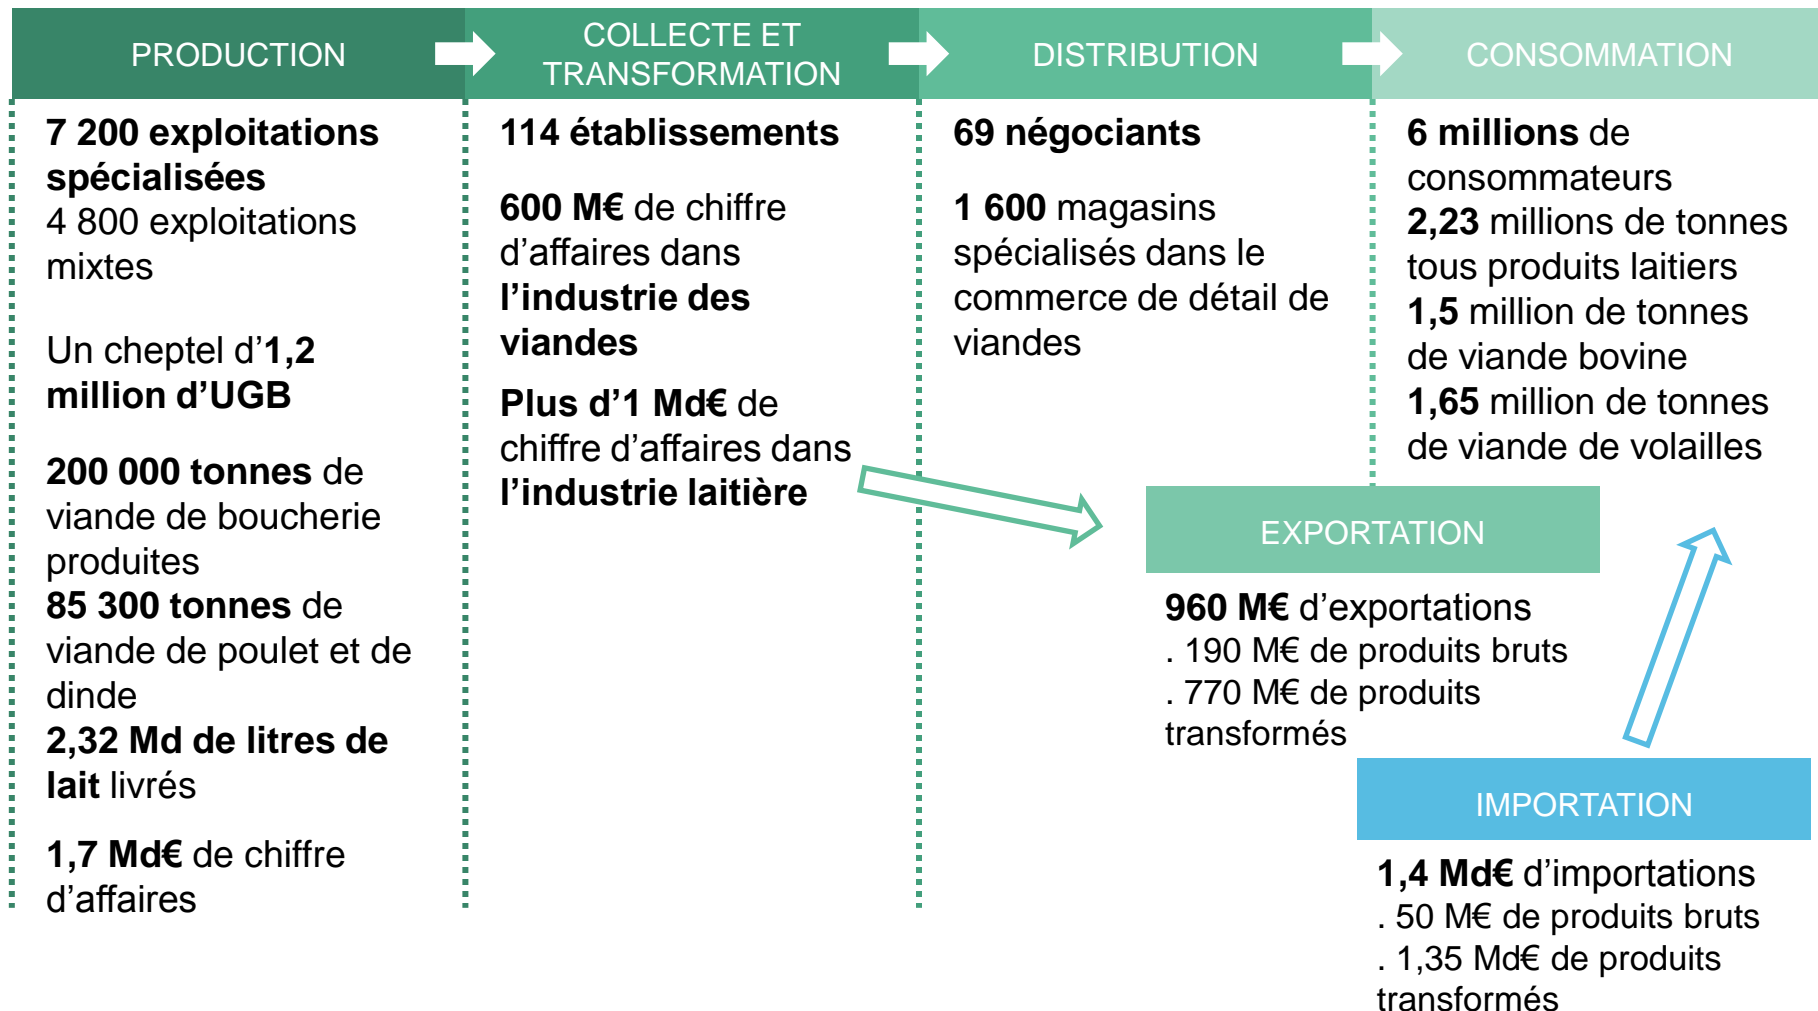 PRODUCTION
COLLECTE ET
TRANSFORMATION
DISTRIBUTION
CONSOMMATION
7 200 exploitations
spécialisées
4 800 exploitations
mixtes
Un cheptel d’1,2
million d’UGB
200 000 tonnes de
viande de boucherie
produites
85 300 tonnes de
viande de poulet et de
dinde
2,32 Md de litres de
lait livrés
1,7 Md€ de chiffre
d’affaires
114 établissements
600 M€ de chiffre
d’affaires dans
l’industrie des
viandes
Plus d’1 Md€ de
chiffre d’affaires dans
l’industrie laitière
69 négociants
1 600 magasins
spécialisés dans le
commerce de détail de
viandes
6 millions de
consommateurs
2,23 millions de tonnes
tous produits laitiers
1,5 million de tonnes
de viande bovine
1,65 million de tonnes
de viande de volailles
EXPORTATION
960 M€ d’exportations
. 190 M€ de produits bruts
. 770 M€ de produits
transformés
IMPORTATION
1,4 Md€ d’importations
. 50 M€ de produits bruts
. 1,35 Md€ de produits
transformés